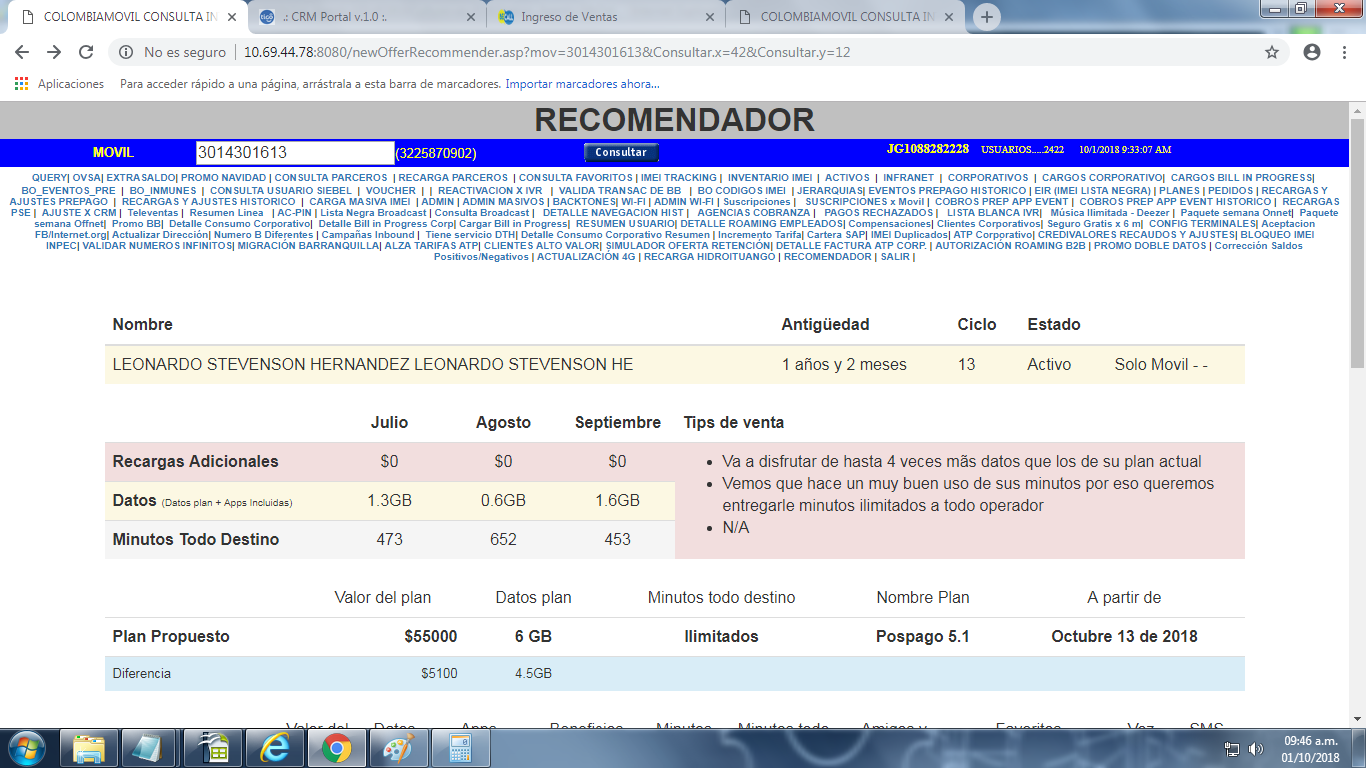 COLOMBIAMOVIL CONSULTA IN
.: CRM Portal v.1.0 :.
Ingreso de Ventas
COLOMBIAMOVIL CONSULTA IN
No es seguro | 10.69.44.78:8080/newOfferRecommender.asp?mov=3014301613&Consultar.x=42&Consultar.y=12
Aplicaciones Para acceder rápido a una página, arrástrala a esta barra de marcadores. Importar marcadores ahora...
RECOMENDADOR
MOVIL 3014301613 (3225870902) Consultar JG1088282228 USUARIOS.....2422 10/1/2018 9:33:07 AM
QUERY| OVSA| EXTRASALDO| PROMO NAVIDAD | CONSULTA PARCEROS | RECARGA PARCEROS | CONSULTA FAVORITOS | IMEI TRACKING | INVENTARIO IMEI | ACTIVOS | INFRANET | CORPORATIVOS | CARGOS CORPORATIVO| CARGOS BILL IN PROGRESS|
BO_EVENTOS_PRE | BO_INMUNES | CONSULTA USUARIO SIEBEL | VOUCHER | | REACTIVACION X IVR | VALIDA TRANSAC DE BB | BO CODIGOS IMEI | JERARQUIAS| EVENTOS PREPAGO HISTORICO | EIR (IMEI LISTA NEGRA) | PLANES | PEDIDOS | RECARGAS Y
AJUSTES PREPAGO | RECARGAS Y AJUSTES HISTORICO | CARGA MASIVA IMEI | ADMIN | ADMIN MASIVOS | BACKTONES| WI-FI | ADMIN WI-FI | Suscripciones | SUSCRIPCIONES x Movil | COBROS PREP APP EVENT | COBROS PREP APP EVENT HISTORICO | RECARGAS
PSE | AJUSTE X CRM | Televentas | Resumen Linea | AC-PIN | Lista Negra Broadcast | Consulta Broadcast | DETALLE NAVEGACION HIST | AGENCIAS COBRANZA | PAGOS RECHAZADOS | LISTA BLANCA IVR| Música Ilimitada - Deezer | Paquete semana Onnet| Paquete
semana Offnet| Promo BB| Detalle Consumo Corporativo| Detalle Bill in Progress Corp| Cargar Bill in Progress| RESUMEN USUARIO| DETALLE ROAMING EMPLEADOS| Compensaciones| Clientes Corporativos| Seguro Gratis x 6 m| CONFIG TERMINALES| Aceptacion
FB/Internet.org| Actualizar Dirección| Numero B Diferentes | Campañas Inbound | Tiene servicio DTH| Detalle Consumo Corporativo Resumen | Incremento Tarifa| Cartera SAP| IMEI Duplicados| ATP Corporativo| CREDIVALORES RECAUDOS Y AJUSTES| BLOQUEO IMEI
INPEC| VALIDAR NUMEROS INFINITOS| MIGRACIÓN BARRANQUILLA| ALZA TARIFAS ATP| CLIENTES ALTO VALOR| SIMULADOR OFERTA RETENCIÓN| DETALLE FACTURA ATP CORP. | AUTORIZACIÓN ROAMING B2B | PROMO DOBLE DATOS | Corrección Saldos
Positivos/Negativos | ACTUALIZACIÓN 4G | RECARGA HIDROITUANGO | RECOMENDADOR | SALIR |
Nombre Antigüedad Ciclo Estado
LEONARDO STEVENSON HERNANDEZ LEONARDO STEVENSON HE 1 años y 2 meses 13 Activo Solo Movil - -
Julio Agosto Septiembre Tips de venta
Recargas Adicionales $0 $0 $0
Datos (Datos plan + Apps Incluidas) 1.3GB 0.6GB 1.6GB
Minutos Todo Destino 473 652 453
• Va a disfrutar de hasta 4 veces mãs datos que los de su plan actual
• Vemos que hace un muy buen uso de sus minutos por eso queremos
entregarle minutos ilimitados a todo operador
• N/A
Valor del plan Datos plan Minutos todo destino Nombre Plan A partir de
Plan Propuesto $55000 6 GB Ilimitados Pospago 5.1 Octubre 13 de 2018
Diferencia $5100 4.5GB
Valor del Datos Apps Beneficios Minutos Minutos todo Amigos y Favoritos Voz SMS
09:46 a.m.
01/10/2018